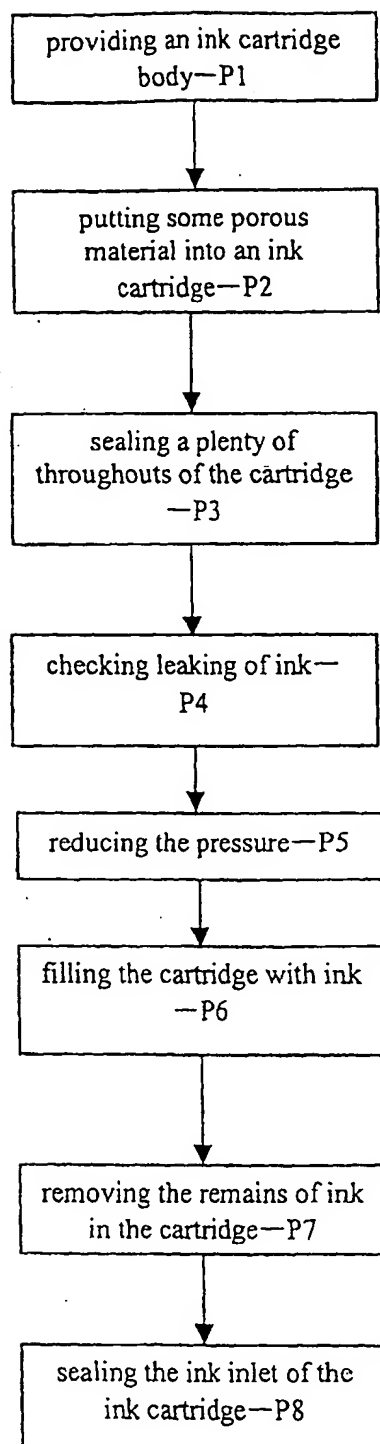 providing an ink cartridge
body—P1
putting some porous
material into an ink
cartridge—P2
sealing a plenty of
throughouts of the cartridge
—P3
checking leaking of ink—
P4
reducing the pressure—P5
filling the cartridge with ink
—P6
removing the remains of ink
in the cartridge—P7
sealing the ink inlet of the
ink cartridge—P8